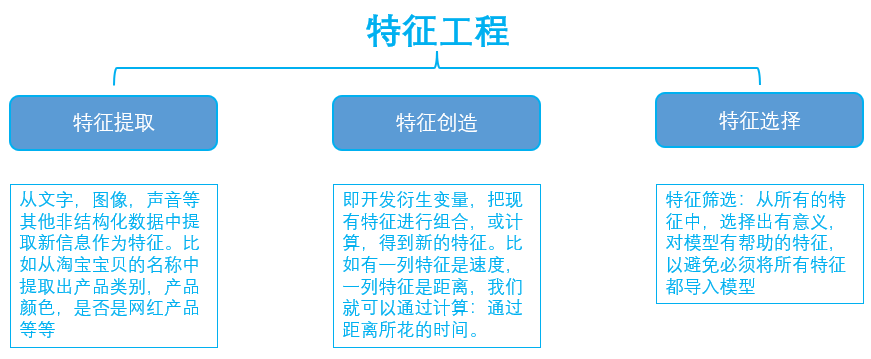 特征工程
特征提取
从文字，图像，声音等
其他非结构化数据中提
取新信息作为特征。比
如从淘宝宝贝的名称中
提取出产品类别，产品
颜色，是否是网红产品
等等
特征创造
即开发衍生变量，把现
有特征进行组合，或计
算，得到新的特征。比
如有一列特征是速度，
一列特征是距离，我们
就可以通过计算：通过
距离所花的时间。
特征选择
特征筛选：从所有的特
征中，选择出有意义，
对模型有帮助的特征，
以避免必须将所有特征
都导入模型